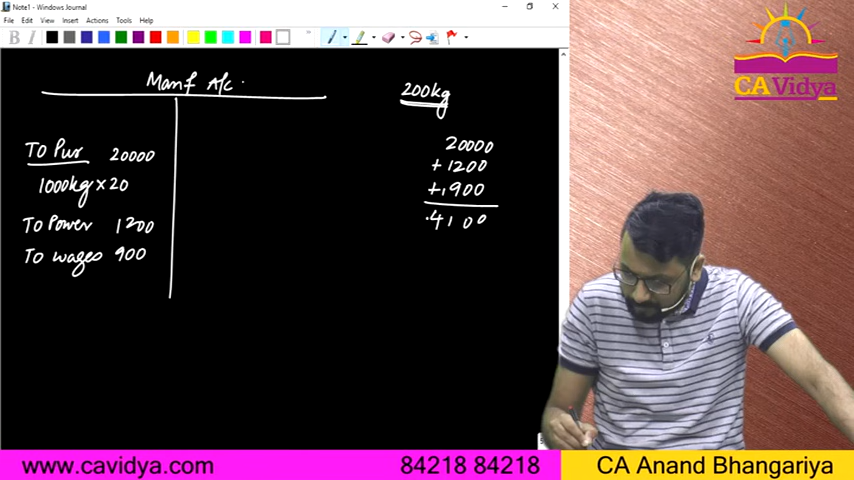 Note1 - Windows Journal
File Edit View Insert Actions Tools Help
B I
Manf A/c.
To Pur 20000
1000kg × 20
To Power 1200
To wages 900
200kg
20000
+ 1200
+ 1900
.4100
CA Vidya
www.cavidya.com
84218 84218
CA Anand Bhangariya